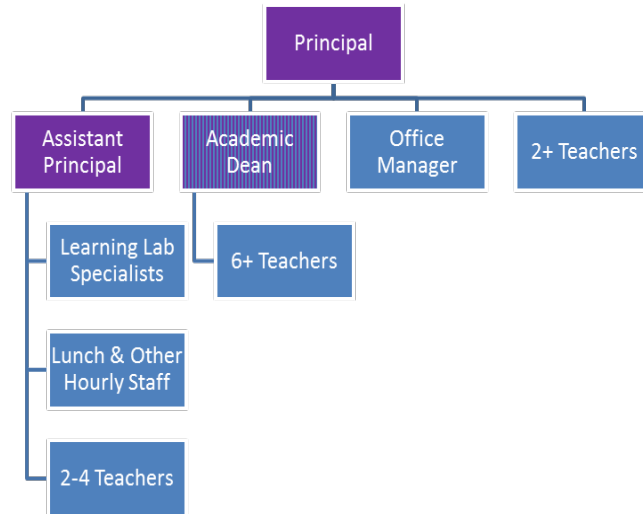 Principal
Assistant
Principal
Academic
Dean
Office
Manager
2+ Teachers
Learning Lab
Specialists
6+ Teachers
Lunch & Other
Hourly Staff
2-4 Teachers